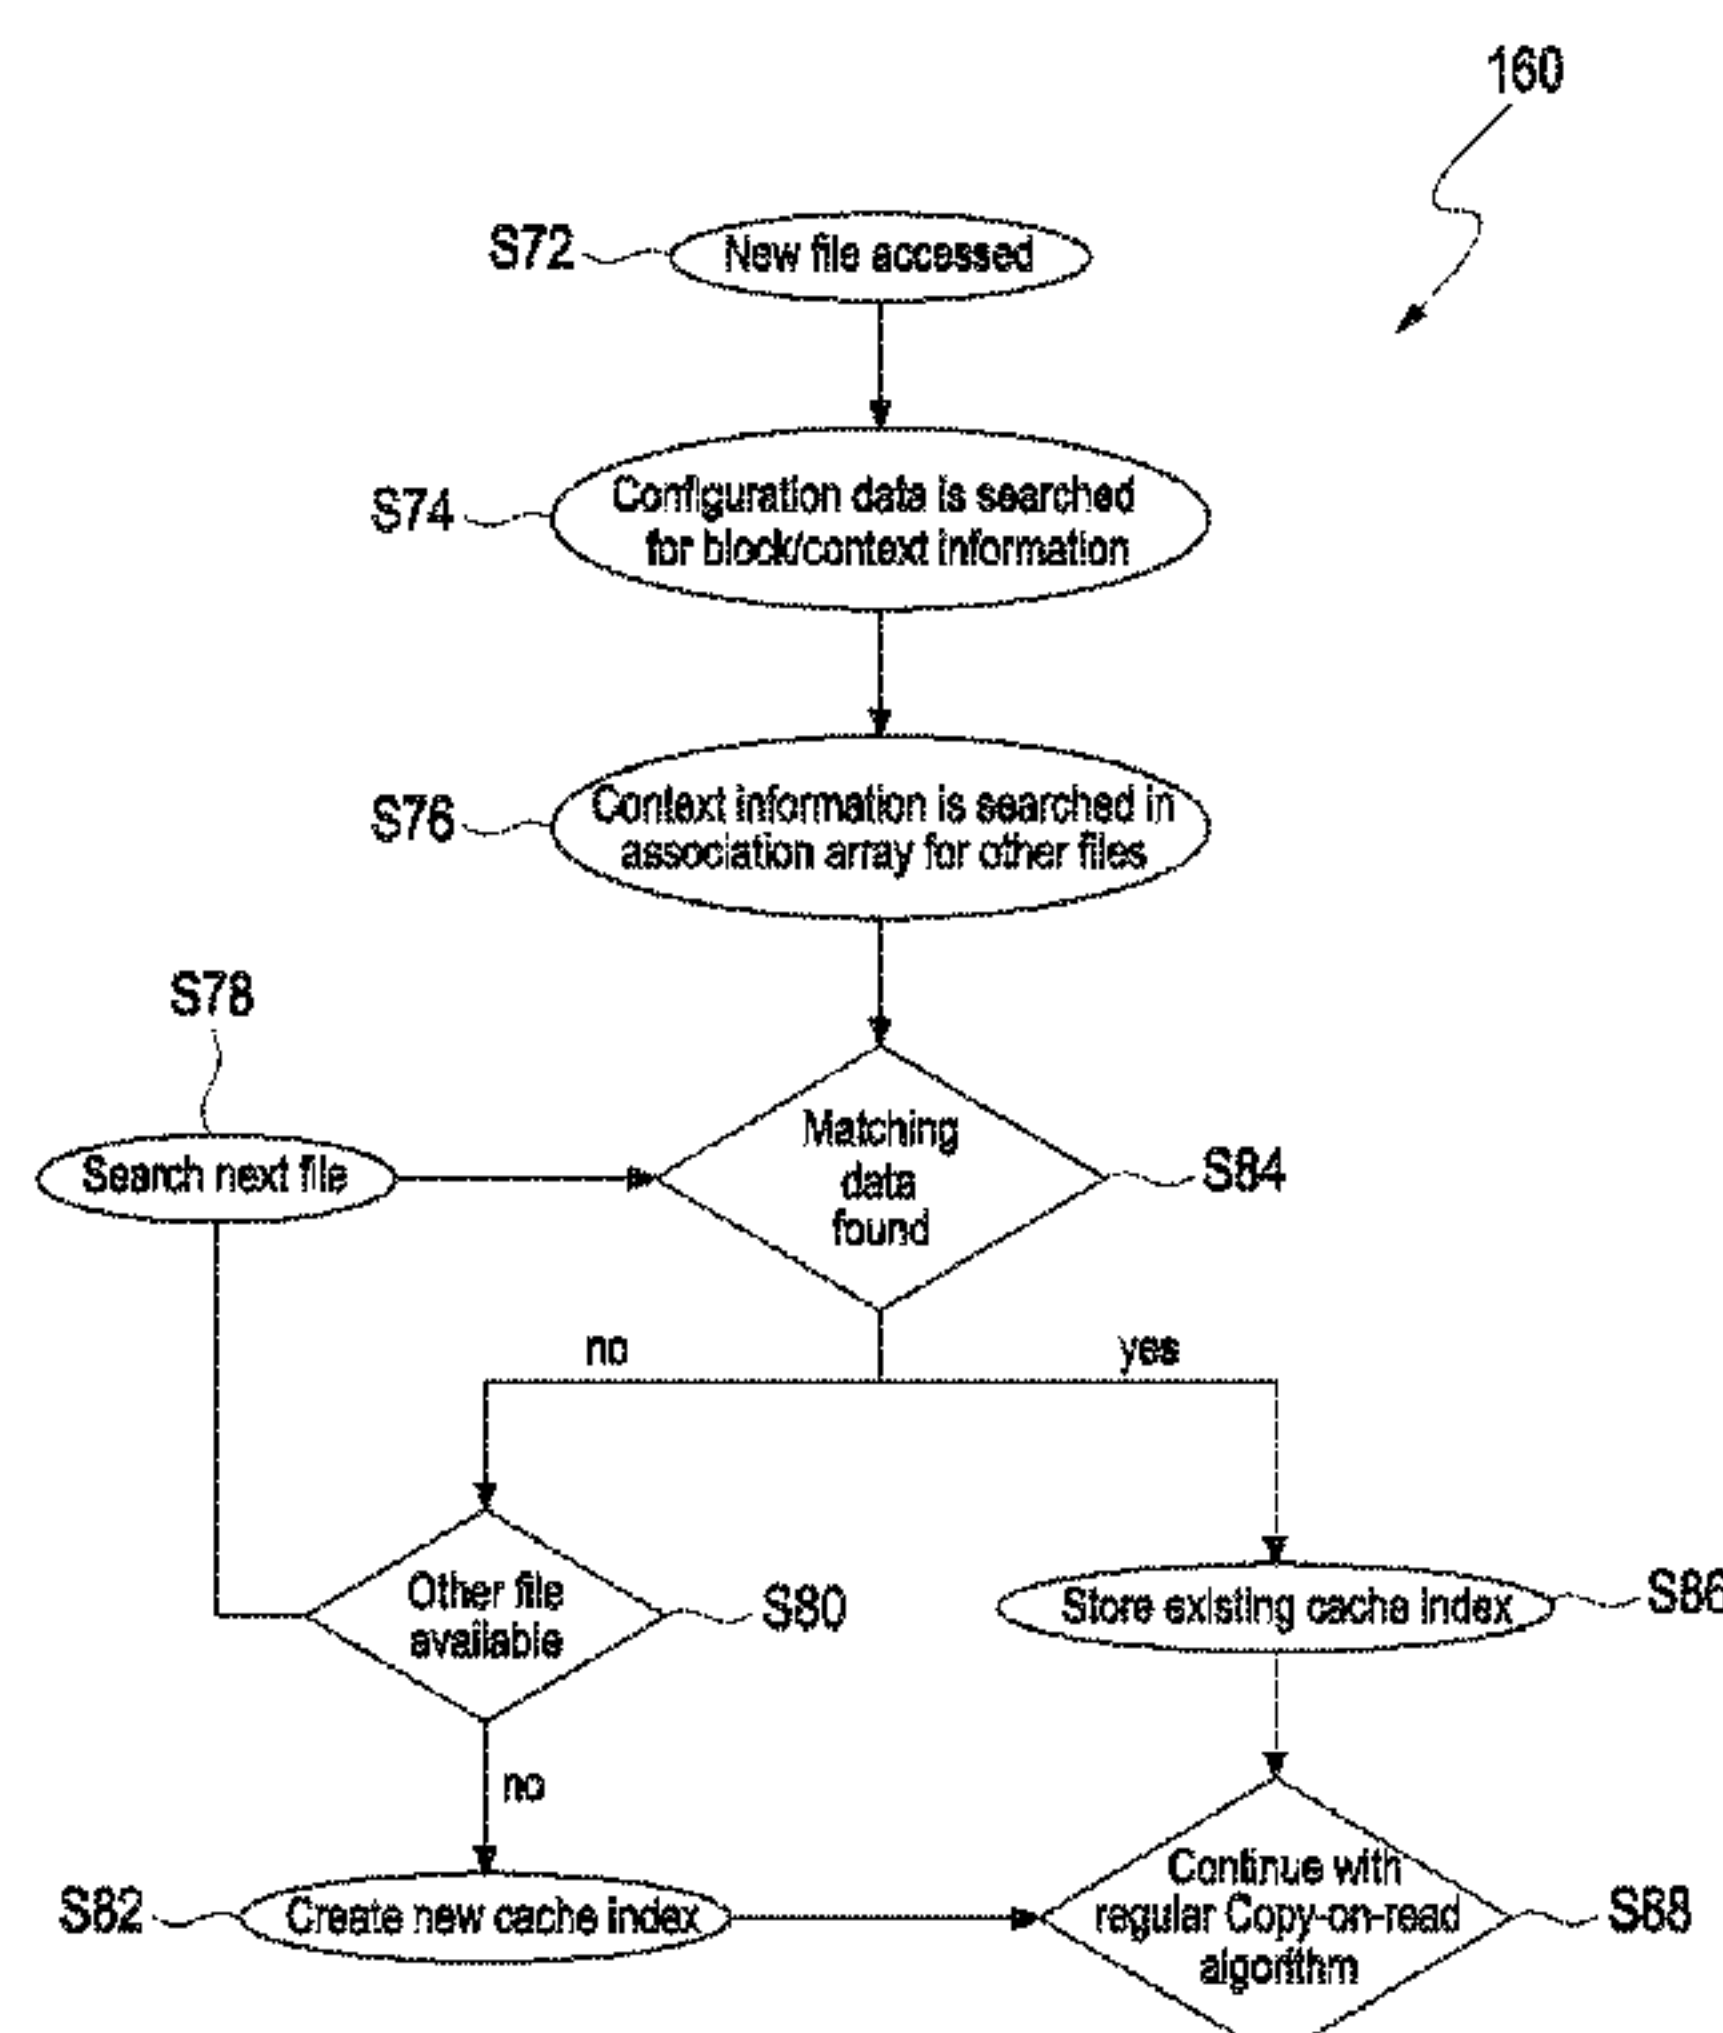 160
S72
New file accessed
S74
Configuration data is searched
for block/context information
S76
Context information is searched in
association array for other files
S78
Search next file
Matching
data
found
S84
no
yes
Other file
available
S80
Store existing cache index
S86
no
S82
Create new cache index
Continue with
regular Copy-on-read
algorithm
S88